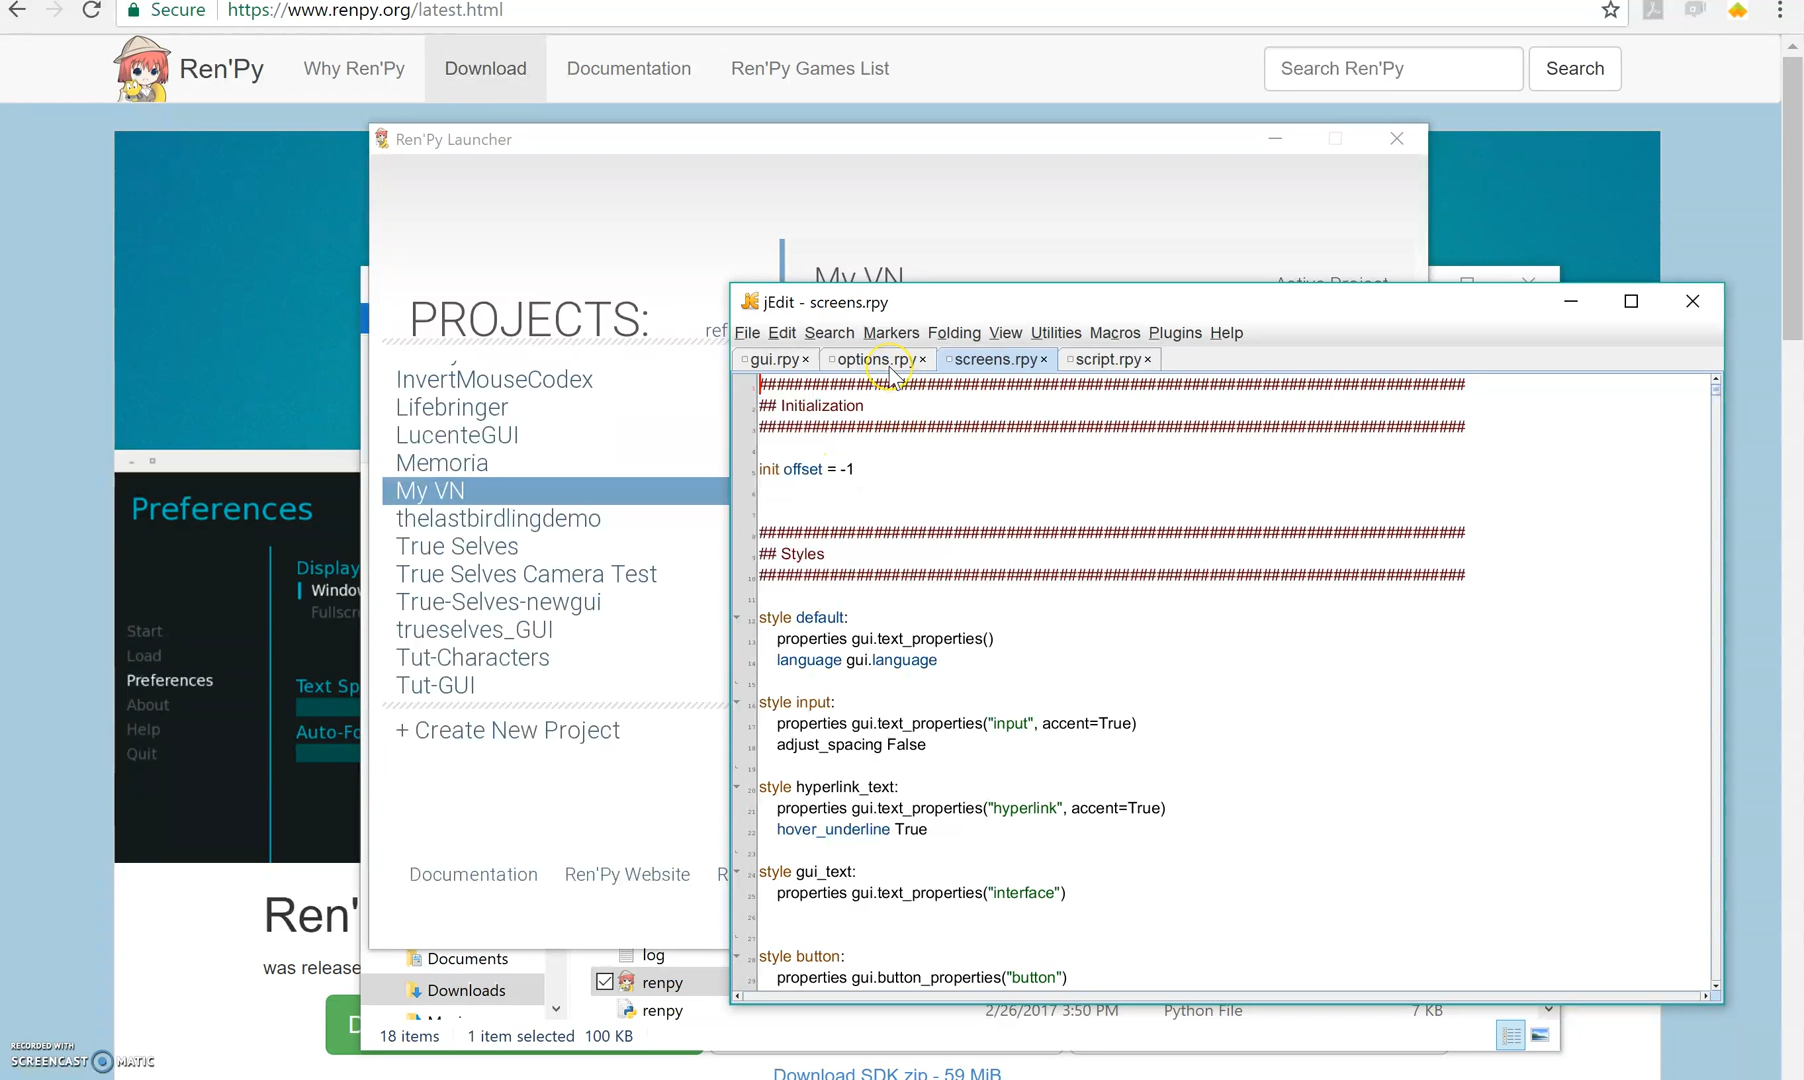 Secure https://www.renpy.org/latest.html
Ren'Py Why Ren'Py Download Documentation Ren'Py Games List Search Ren'Py Search
Ren'Py Launcher
My VN Active Project
PROJECTS:
InvertMouseCodex
Lifebringer
LucenteGUI
Memoria
My VN
thelastbirdlingdemo
True Selves
True Selves Camera Test
True-Selves-newgui
trueselves_GUI
Tut-Characters
Tut-GUI
+ Create New Project
Documentation Ren'Py Website R
jEdit - screens.rpy
File Edit Search Markers Folding View Utilities Macros Plugins Help
gui.rpy × options.rpy × screens.rpy × script.rpy ×
################################################################################
## Initialization
################################################################################
init offset = -1
################################################################################
## Styles
################################################################################
style default:
properties gui.text_properties()
language gui.language
style input:
properties gui.text_properties("input", accent=True)
adjust_spacing False
style hyperlink_text:
properties gui.text_properties("hyperlink", accent=True)
hover_underline True
style gui_text:
properties gui.text_properties("interface")
style button:
properties gui.button_properties("button")
Preferences
Display
Start
Load
Preferences
About
Help
Quit
Ren'
was release
Documents
Downloads
log
renpy
renpy 2/26/2017 3:50 PM Python File 7 KB
18 items 1 item selected 100 KB
Download SDK zip - 59 MiB
RECORDED WITH
SCREENCAST MATIC